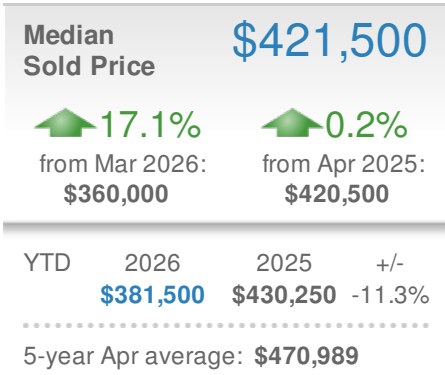 Median $421,500
Sold Price
17.1% 0.2%
from Mar 2026: from Apr 2025:
$360,000 $420,500
YTD 2026 2025 +/-
$381,500 $430,250 -11.3%
5-year Apr average: $470,989